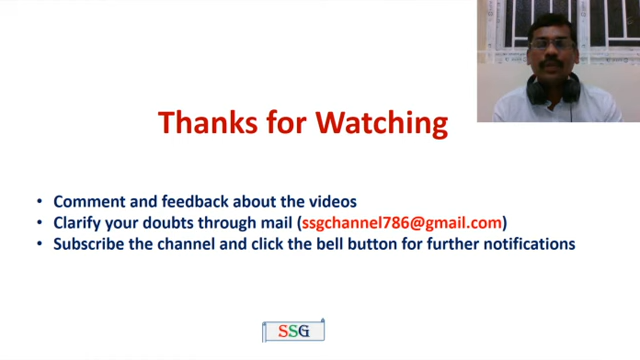 Thanks for Watching
• Comment and feedback about the videos
• Clarify your doubts through mail (ssgchannel786@gmail.com)
• Subscribe the channel and click the bell button for further notifications
SSG